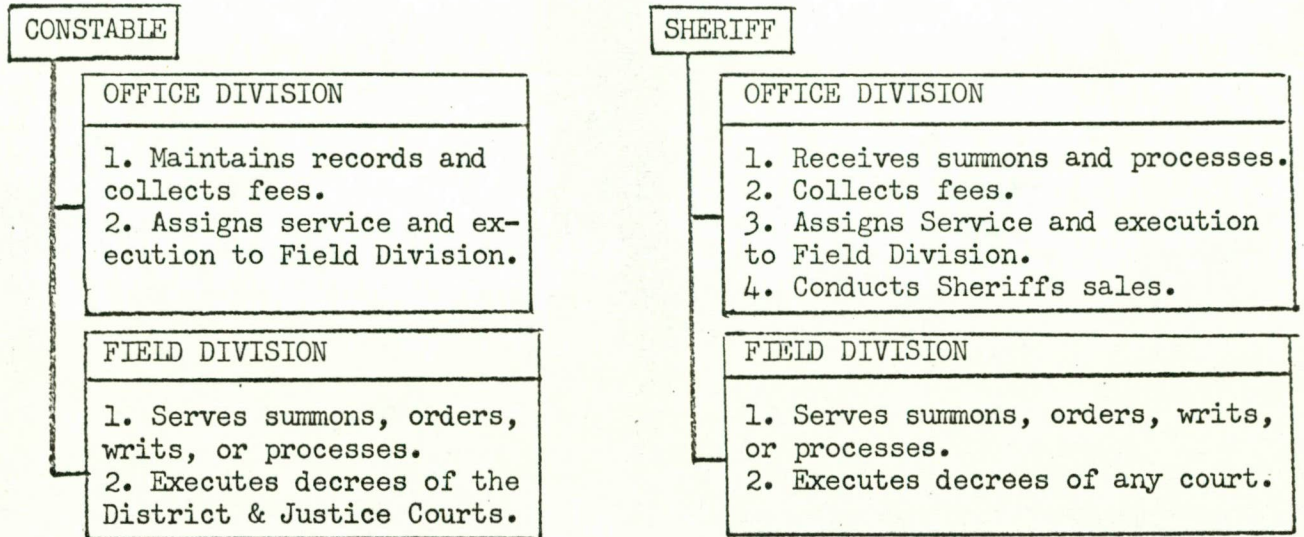 CONSTABLE
OFFICE DIVISION
1. Maintains records and
collects fees.
2. Assigns service and ex-
ecution to Field Division.
FIELD DIVISION
1. Serves summons, orders,
writs, or processes.
2. Executes decrees of the
District & Justice Courts.
SHERIFF
OFFICE DIVISION
1. Receives summons and processes.
2. Collects fees.
3. Assigns Service and execution
to Field Division.
4. Conducts Sheriffs sales.
FIELD DIVISION
1. Serves summons, orders, writs,
or processes.
2. Executes decrees of any court.